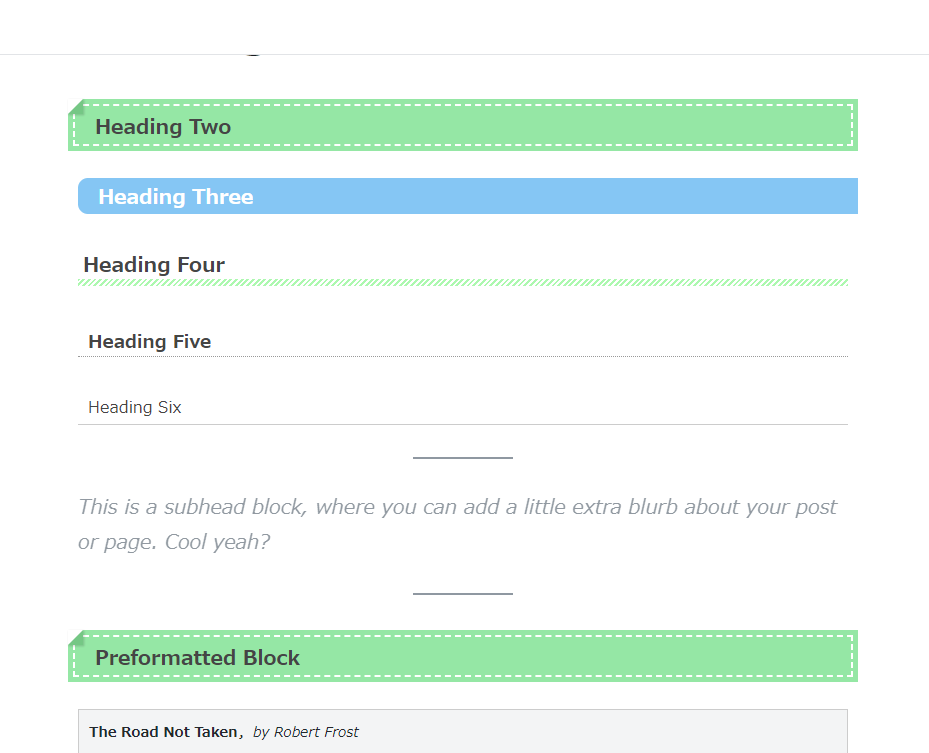 Heading Two
Heading Three
Heading Four
Heading Five
Heading Six
This is a subhead block, where you can add a little extra blurb about your post
or page. Cool yeah?
Preformatted Block
The Road Not Taken, by Robert Frost